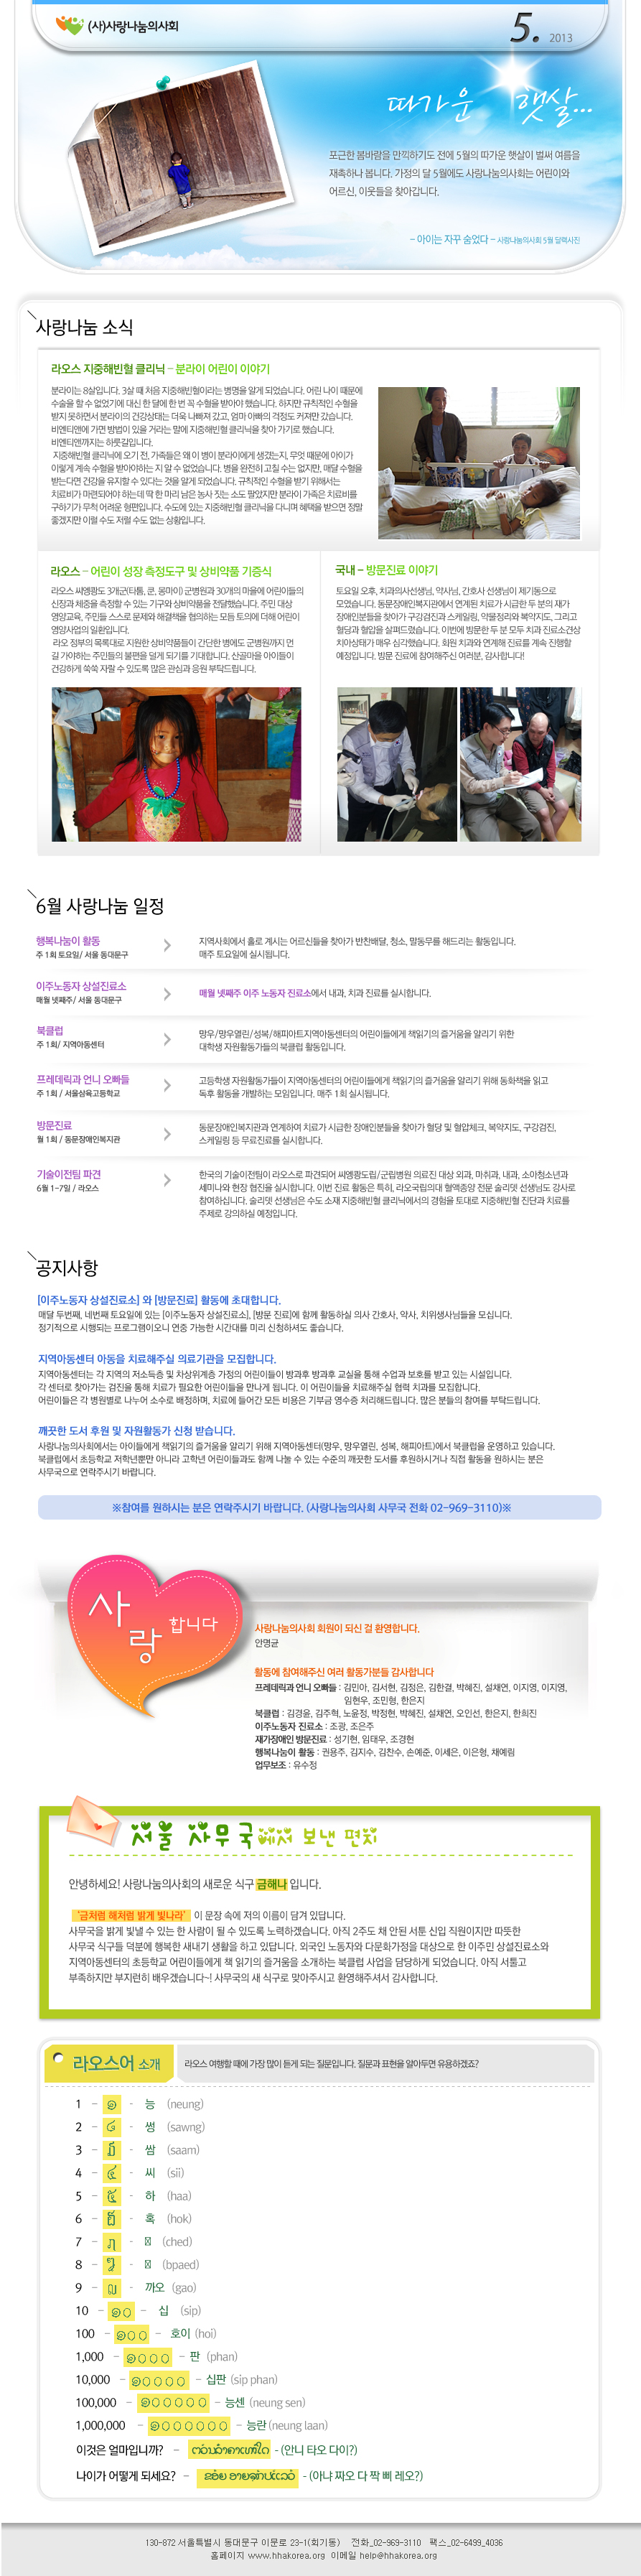 (사)사랑나눔의사회
5. 2013
따가운 햇살...
포근한 봄바람을 만끽하기도 전에 5월의 따가운 햇살이 벌써 여름을
재촉하나 봅니다. 가정의 달 5월에도 사랑나눔의사회는 어린이와
어르신, 이웃들을 찾아갑니다.
- 아이는 자꾸 숨었다 - 사랑나눔의사회 5월 달력사진
사랑나눔 소식
라오스 지중해빈혈 클리닉 - 분라이 어린이 이야기
분라이는 8살입니다. 3살 때 처음 지중해빈혈이라는 병명을 알게 되었습니다. 어린 나이 때문에
수술을 할 수 없었기에 대신 한 달에 한 번 꼭 수혈을 받아야 했습니다. 하지만 규칙적인 수혈을
받지 못하면서 분라이의 건강상태는 더욱 나빠져 갔고, 엄마 아빠의 걱정도 커져만 갔습니다.
비엔티엔에 가면 방법이 있을 거라는 말에 지중해빈혈 클리닉을 찾아 가기로 했습니다.
비엔티엔까지는 하룻길입니다.
지중해빈혈 클리닉에 오기 전, 가족들은 왜 이 병이 분라이에게 생겼는지, 무엇 때문에 아이가
이렇게 계속 수혈을 받아야하는 지 알 수 없었습니다. 병을 완전히 고칠 수는 없지만, 매달 수혈을
받는다면 건강을 유지할 수 있다는 것을 알게 되었습니다. 규칙적인 수혈을 받기 위해서는
치료비가 마련되어야 하는데 딱 한 마리 남은 농사 짓는 소도 팔았지만 분라이 가족은 치료비를
구하기가 무척 어려운 형편입니다. 수도에 있는 지중해빈혈 클리닉을 다니며 혜택을 받으면 정말
좋겠지만 이럴 수도 저럴 수도 없는 상황입니다.
라오스 - 어린이 성장 측정도구 및 상비약품 기증식
라오스 씨엥쾅도 3개군(타톰, 쿤, 몽마이) 군병원과 30개의 마을에 어린이들의
신장과 체중을 측정할 수 있는 기구와 상비약품을 전달했습니다. 주민 대상
영양교육, 주민들 스스로 문제와 해결책을 협의하는 모든 토의에 더해 어린이
영양사업의 일환입니다.
라오 정부의 목록대로 지원한 상비약품들이 간단한 병에도 군병원까지 먼
길 가야하는 주민들의 불편을 덜게 되기를 기대합니다. 산골마을 아이들이
건강하게 쑥쑥 자랄 수 있도록 많은 관심과 응원 부탁드립니다.
국내 - 방문진료 이야기
토요일 오후, 치과의사선생님, 약사님, 간호사 선생님이 제기동으로
모였습니다. 동문장애인복지관에서 연계된 치료가 시급한 두 분의 재가
장애인분들을 찾아가 구강검진과 스케일링, 약물정리와 복약지도, 그리고
혈당과 혈압을 살펴드렸습니다. 이번에 방문한 두 분 모두 치과 진료소견상
치아상태가 매우 심각했습니다. 회원 치과와 연계해 진료를 계속 진행할
예정입니다. 방문 진료에 참여해주신 여러분, 감사합니다!
6월 사랑나눔 일정
행복나눔이 활동
주 1회 토요일/ 서울 동대문구
지역사회에서 홀로 계시는 어르신들을 찾아가 반찬배달, 청소, 말동무를 해드리는 활동입니다.
매주 토요일에 실시됩니다.
이주노동자 상설진료소
매월 넷째주/ 서울 동대문구
매월 넷째주 이주 노동자 진료소에서 내과, 치과 진료를 실시합니다.
북클럽
주 1회/ 지역아동센터
망우/망우열린/성복/해피아트지역아동센터의 어린이들에게 책읽기의 즐거움을 알리기 위한
대학생 자원활동가들의 북클럽 활동입니다.
프레데릭과 언니 오빠들
주 1회 / 서울삼육고등학교
고등학생 자원활동가들이 지역아동센터의 어린이들에게 책읽기의 즐거움을 알리기 위해 동화책을 읽고
독후 활동을 개발하는 모임입니다. 매주 1회 실시됩니다.
방문진료
월 1회 / 동문장애인복지관
동문장애인복지관과 연계하여 치료가 시급한 장애인분들을 찾아가 혈당 및 혈압체크, 복약지도, 구강검진,
스케일링 등 무료진료를 실시합니다.
기술이전팀 파견
6월 1-7일 / 라오스
한국의 기술이전팀이 라오스로 파견되어 씨엥쾅도립/군립병원 의료진 대상 외과, 마취과, 내과, 소아청소년과
세미나와 현장 협진을 실시합니다. 이번 진료 활동은 특히, 라오국립의대 혈액종양 전문 술리뎃 선생님도 강사로
참여하십니다. 술리뎃 선생님은 수도 소재 지중해빈혈 클리닉에서의 경험을 토대로 지중해빈혈 진단과 치료를
주제로 강의하실 예정입니다.
공지사항
[이주노동자 상설진료소] 와 [방문진료] 활동에 초대합니다.
매달 두번째, 네번째 토요일에 있는 [이주노동자 상설진료소], [방문 진료]에 함께 활동하실 의사 간호사, 약사, 치위생사님들을 모십니다.
정기적으로 시행되는 프로그램이오니 연중 가능한 시간대를 미리 신청하셔도 좋습니다.
지역아동센터 아동을 치료해주실 의료기관을 모집합니다.
지역아동센터는 각 지역의 저소득층 및 차상위계층 가정의 어린이들이 방과후 방과후 교실을 통해 수업과 보호를 받고 있는 시설입니다.
각 센터로 찾아가는 검진을 통해 치료가 필요한 어린이들을 만나게 됩니다. 이 어린이들을 치료해주실 협력 치과를 모집합니다.
어린이들은 각 병원별로 나누어 소수로 배정하며, 치료에 들어간 모든 비용은 기부금 영수증 처리해드립니다. 많은 분들의 참여를 부탁드립니다.
깨끗한 도서 후원 및 자원활동가 신청 받습니다.
사랑나눔의사회에서는 아이들에게 책읽기의 즐거움을 알리기 위해 지역아동센터(망우, 망우열린, 성복, 해피아트)에서 북클럽을 운영하고 있습니다.
북클럽에서 초등학교 저학년뿐만 아니라 고학년 어린이들과도 함께 나눌 수 있는 수준의 깨끗한 도서를 후원하시거나 직접 활동을 원하시는 분은
사무국으로 연락주시기 바랍니다.
※참여를 원하시는 분은 연락주시기 바랍니다. (사랑나눔의사회 사무국 전화 02-969-3110)※
사랑합니다
사랑나눔의사회 회원이 되신 걸 환영합니다.
안명균
활동에 참여해주신 여러 활동가분들 감사합니다
프레데릭과 언니 오빠들 : 김민아, 김서현, 김정은, 김한결, 박혜진, 설채연, 이지영, 이지영,
임현우, 조민형, 한은지
북클럽 : 김경윤, 김주혁, 노윤정, 박정현, 박혜진, 설채연, 오인선, 한은지, 한희진
이주노동자 진료소 : 조광, 조은주
재가장애인 방문진료 : 성기현, 임태우, 조경현
행복나눔이 활동 : 권용주, 김지수, 김찬수, 손예준, 이세은, 이은형, 채예림
업무보조 : 유수정
서울 사무국에서 보낸 편지
안녕하세요! 사랑나눔의사회의 새로운 식구 금해나 입니다.
‘금처럼 해처럼 밝게 빛나라’ 이 문장 속에 저의 이름이 담겨 있답니다.
사무국을 밝게 빛낼 수 있는 한 사람이 될 수 있도록 노력하겠습니다. 아직 2주도 채 안된 서툰 신입 직원이지만 따뜻한
사무국 식구들 덕분에 행복한 새내기 생활을 하고 있답니다. 외국인 노동자와 다문화가정을 대상으로 한 이주민 상설진료소와
지역아동센터의 초등학교 어린이들에게 책 읽기의 즐거움을 소개하는 북클럽 사업을 담당하게 되었습니다. 아직 서툴고
부족하지만 부지런히 배우겠습니다~! 사무국의 새 식구로 맞아주시고 환영해주셔서 감사합니다.
라오스어 소개
라오스 여행할 때에 가장 많이 듣게 되는 질문입니다. 질문과 표현을 알아두면 유용하겠죠?
1 - ໑ - 능 (neung)
2 - ໒ - 썽 (sawng)
3 - ໓ - 쌈 (saam)
4 - ໔ - 씨 (sii)
5 - ໕ - 하 (haa)
6 - ໖ - 혹 (hok)
7 - ໗ - (ched)
8 - ໘ - (bpaed)
9 - ໙ - 까오 (gao)
10 - ໑໐ - 십 (sip)
100 - ໑໐໐ - 호이 (hoi)
1,000 - ໑໐໐໐ - 판 (phan)
10,000 - ໑໐໐໐໐ - 십판 (sip phan)
100,000 - ໑໐໐໐໐໐ - 능센 (neung sen)
1,000,000 - ໑໐໐໐໐໐໐ - 능란 (neung laan)
이것은 얼마입니까? - (안니 타오 다이?)
나이가 어떻게 되세요? - (아냐 짜오 다 짝 삐 레오?)
130-872 서울특별시 동대문구 이문로 23-1(회기동) 전화_02-969-3110 팩스_02-6499_4036
홈페이지 www.hhakorea.org 이메일 help@hhakorea.org